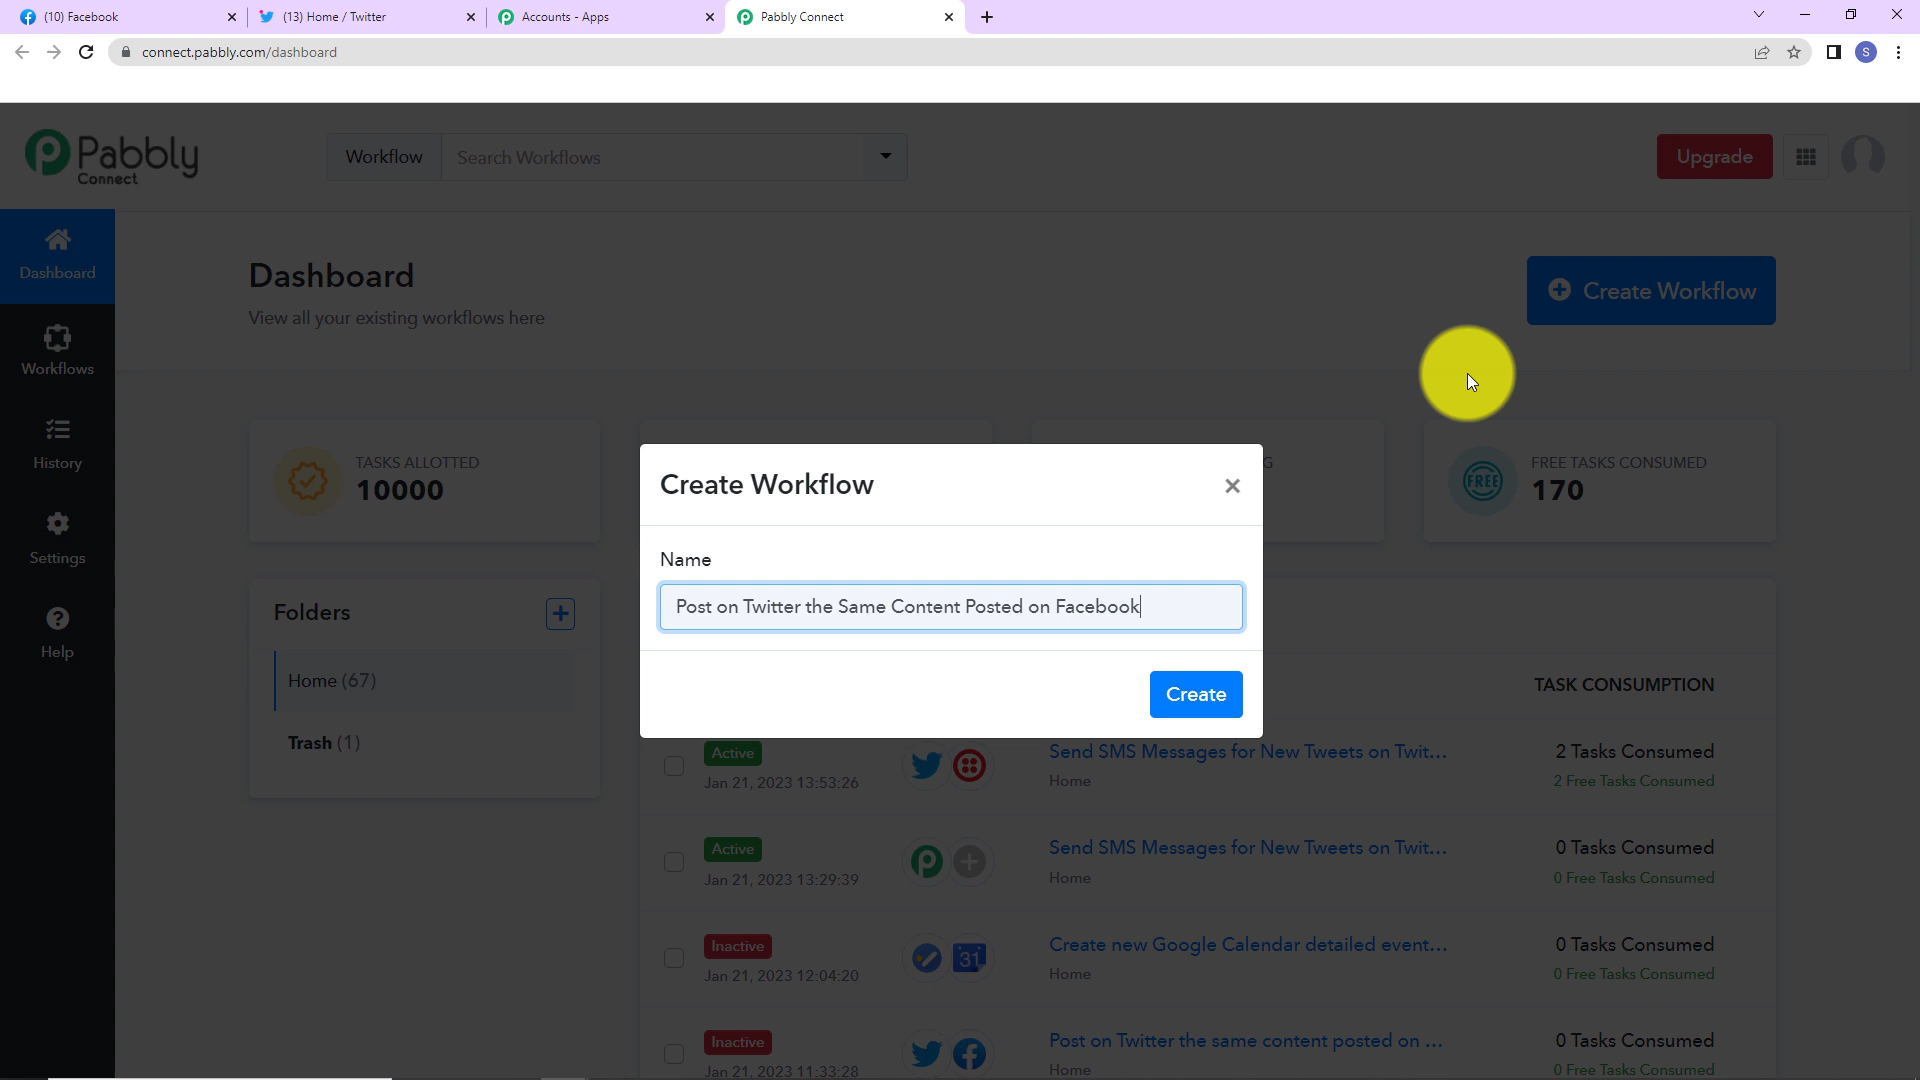 (10) Facebook
(13) Home / Twitter
Accounts - Apps
Pabbly Connect
connect.pabbly.com/dashboard
S
Pabbly
Connect
Workflow
Search Workflows
Upgrade
Dashboard
Workflows
History
Settings
Help
Dashboard
View all your existing workflows here
Create Workflow
TASKS ALLOTTED
10000
G
FREE
FREE TASKS CONSUMED
170
Create Workflow
Name
Post on Twitter the Same Content Posted on Facebook
Create
Folders
Home (67)
Trash (1)
TASK CONSUMPTION
Active
Jan 21, 2023 13:53:26
Send SMS Messages for New Tweets on Twit...
Home
2 Tasks Consumed
2 Free Tasks Consumed
Active
Jan 21, 2023 13:29:39
Send SMS Messages for New Tweets on Twit...
Home
0 Tasks Consumed
0 Free Tasks Consumed
Inactive
Jan 21, 2023 12:04:20
31
Create new Google Calendar detailed event...
Home
0 Tasks Consumed
0 Free Tasks Consumed
Inactive
Jan 21, 2023 11:33:28
Post on Twitter the same content posted on ...
Home
0 Tasks Consumed
0 Free Tasks Consumed